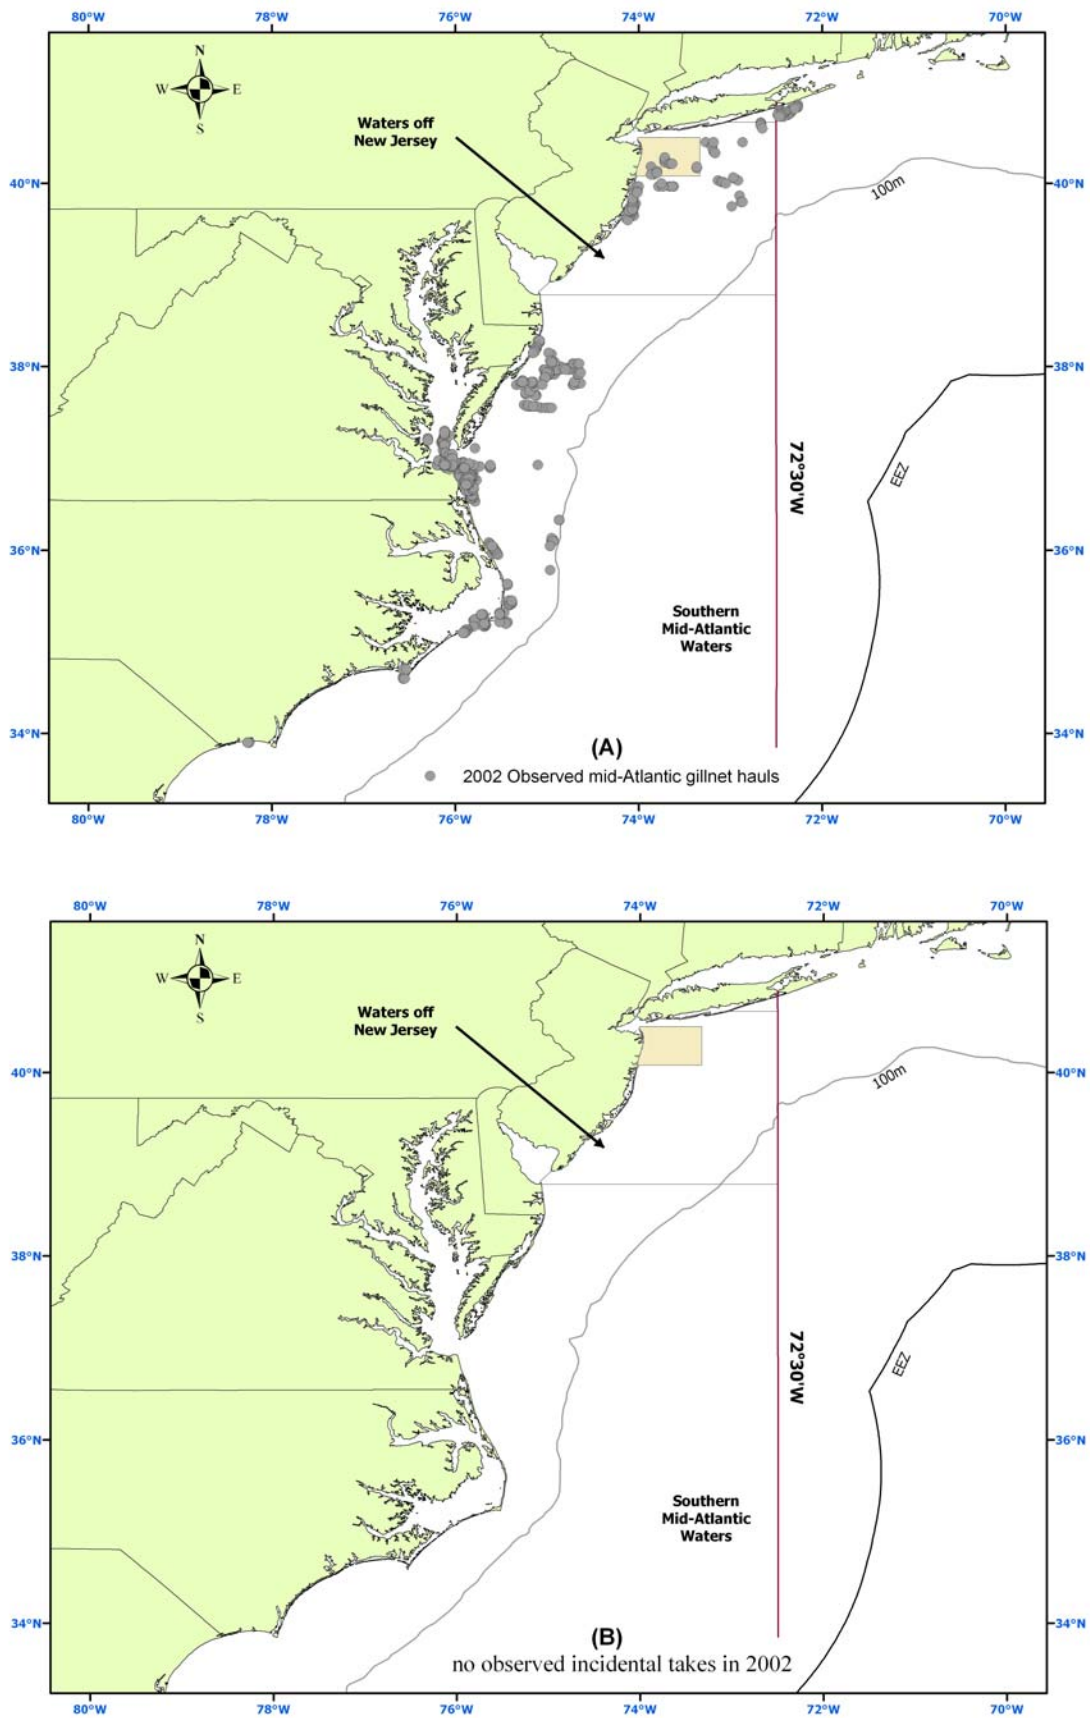 80°W 78°W 76°W 74°W 72°W 70°W
N
W E
S
Waters off
New Jersey
40°N 40°N
100m
38°N 38°N
72°30'W
EEZ
36°N 36°N
Southern
Mid-Atlantic
Waters
34°N 34°N
(A)
2002 Observed mid-Atlantic gillnet hauls
80°W 78°W 76°W 74°W 72°W 70°W
80°W 78°W 76°W 74°W 72°W 70°W
N
W E
S
Waters off
New Jersey
40°N 40°N
100m
38°N 38°N
72°30'W
EEZ
36°N 36°N
Southern
Mid-Atlantic
Waters
34°N 34°N
(B)
no observed incidental takes in 2002
80°W 78°W 76°W 74°W 72°W 70°W